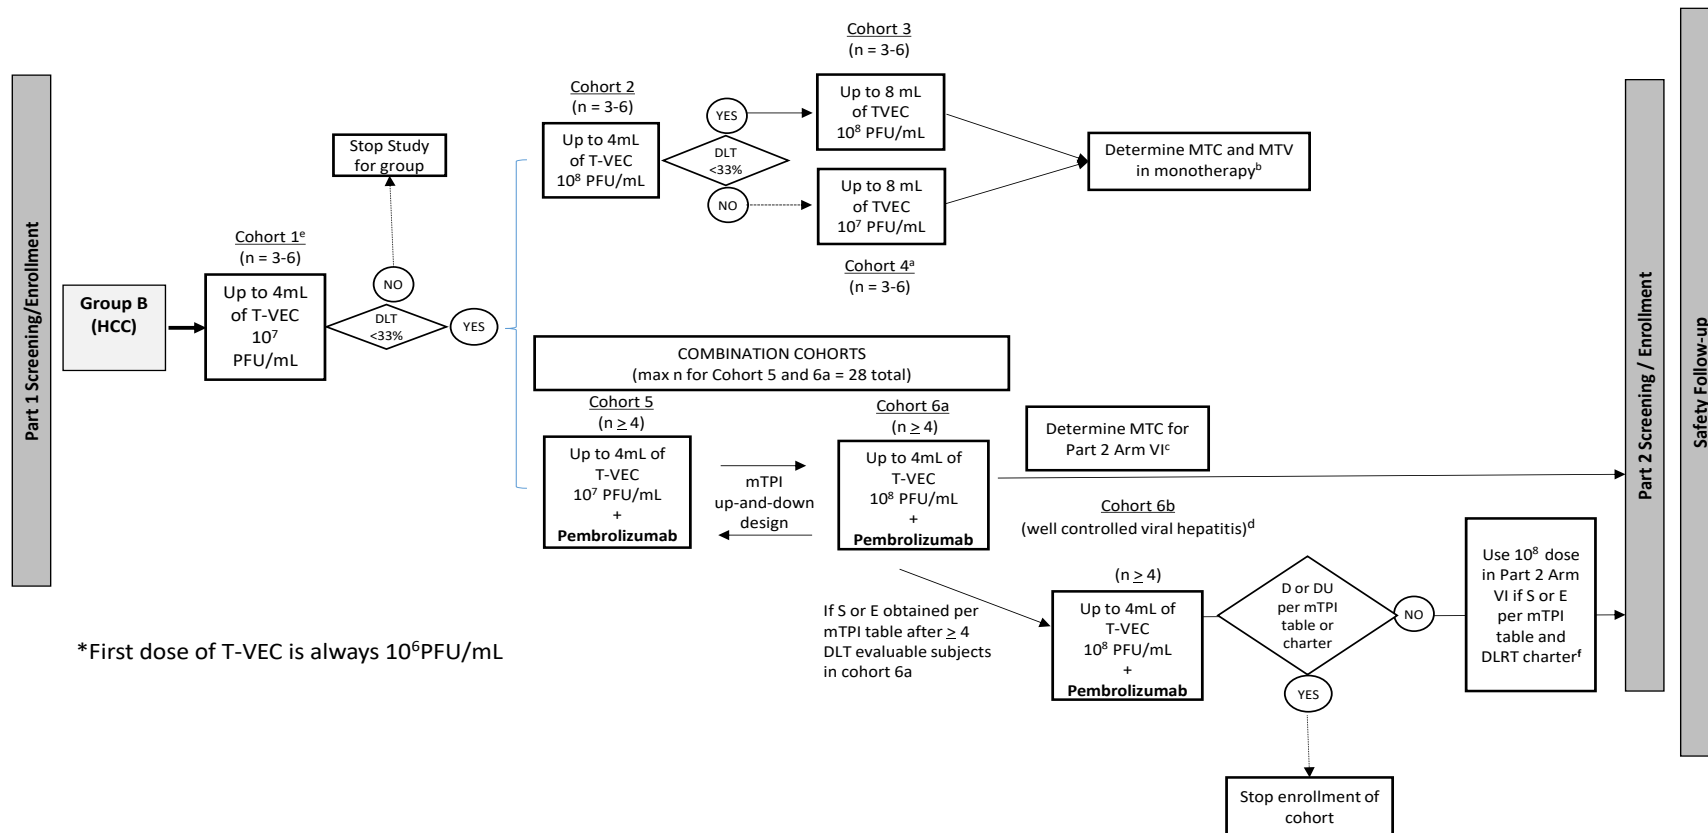 Part 1 Screening/Enrollment
Group B
(HCC)
Cohort 1ᵉ
(n = 3-6)
Up to 4mL
of T-VEC
10⁷
PFU/mL
DLT
<33%
NO
Stop Study
for group
YES
Cohort 2
(n = 3-6)
Up to 4mL
of T-VEC
10⁸ PFU/mL
DLT
<33%
YES
NO
Cohort 3
(n = 3-6)
Up to 8 mL
of TVEC
10⁸ PFU/mL
Up to 8 mL
of TVEC
10⁷ PFU/mL
Cohort 4ᵃ
(n = 3-6)
Determine MTC and MTV
in monotherapyᵇ
COMBINATION COHORTS
(max n for Cohort 5 and 6a = 28 total)
Cohort 5
(n ≥ 4)
Up to 4mL of
T-VEC
10⁷ PFU/mL
+
Pembrolizumab
mTPI
up-and-down
design
Cohort 6a
(n ≥ 4)
Up to 4mL of
T-VEC
10⁸ PFU/mL
+
Pembrolizumab
Determine MTC for
Part 2 Arm VIᶜ
Cohort 6b
(well controlled viral hepatitis)ᵈ
(n ≥ 4)
If S or E obtained per
mTPI table after ≥ 4
DLT evaluable subjects
in cohort 6a
Up to 4mL of
T-VEC
10⁸ PFU/mL
+
Pembrolizumab
D or DU
per mTPI
table or
charter
NO
YES
Use 10⁸ dose
in Part 2 Arm
VI if S or E
per mTPI
table and
DLRT charterᶠ
Stop enrollment of
cohort
*First dose of T-VEC is always 10⁶PFU/mL
Part 2 Screening / Enrollment
Safety Follow-up